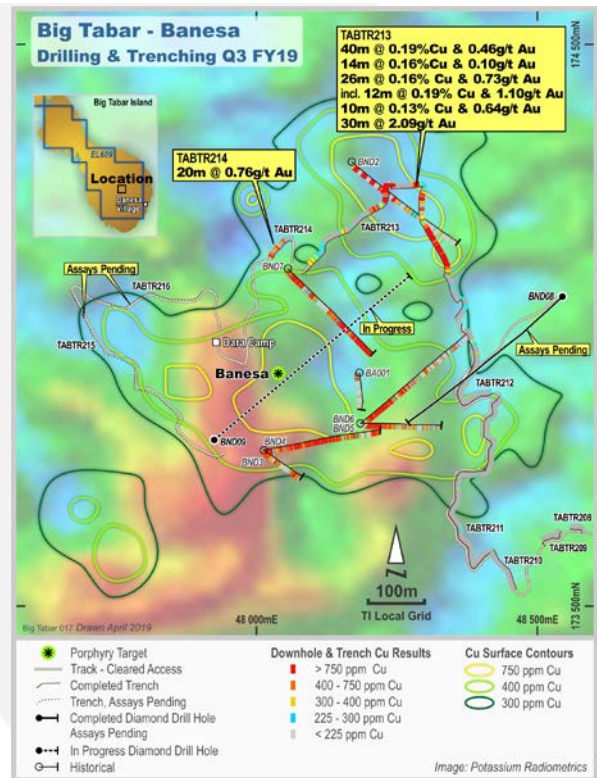 Big Tabar - Banesa
Drilling & Trenching Q3 FY19
TABTR213
40m @ 0.19%Cu & 0.46g/t Au
14m @ 0.16%Cu & 0.10g/t Au
26m @ 0.16% Cu & 0.73g/t Au
incl. 12m @ 0.19% Cu & 1.10g/t Au
10m @ 0.13% Cu & 0.64g/t Au
30m @ 2.09g/t Au
174 500mN
Big Tabar Island
EL609
Location
Banesa
Village
TABTR214
20m @ 0.76g/t Au
BND2
TABTR214
TABTR213
Assays Pending
TABTR216
BND7
BND08
In Progress
TABTR215
Dara Camp
Assays Pending
Banesa
BA001
TABTR212
BND6
BND5
BND09
BND4
BND3
TABTR211
TABTR208
TABTR209
TABTR210
N
100m
TI Local Grid
173 500mN
Big Tabar 017 Drawn April 2019
48 000mE
48 500mE
Porphyry Target
Track - Cleared Access
Completed Trench
Trench, Assays Pending
Completed Diamond Drill Hole
Assays Pending
In Progress Diamond Drill Hole
Historical
Downhole & Trench Cu Results
> 750 ppm Cu
400 - 750 ppm Cu
300 - 400 ppm Cu
225 - 300 ppm Cu
< 225 ppm Cu
Cu Surface Contours
750 ppm Cu
400 ppm Cu
300 ppm Cu
Image: Potassium Radiometrics